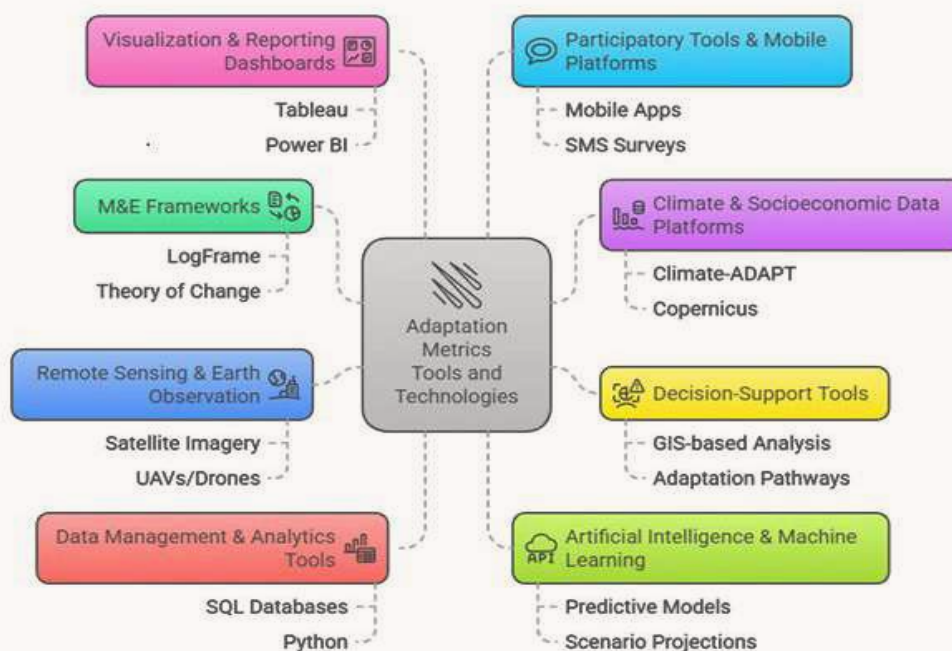 Visualization & Reporting
Dashboards
Tableau
Power BI
M&E Frameworks
LogFrame
Theory of Change
Remote Sensing & Earth
Observation
Satellite Imagery
UAVs/Drones
Data Management & Analytics
Tools
SQL Databases
Python
Adaptation
Metrics
Tools and
Technologies
Participatory Tools & Mobile
Platforms
Mobile Apps
SMS Surveys
Climate & Socioeconomic Data
Platforms
Climate-ADAPT
Copernicus
Decision-Support Tools
GIS-based Analysis
Adaptation Pathways
API
Artificial Intelligence & Machine
Learning
Predictive Models
Scenario Projections